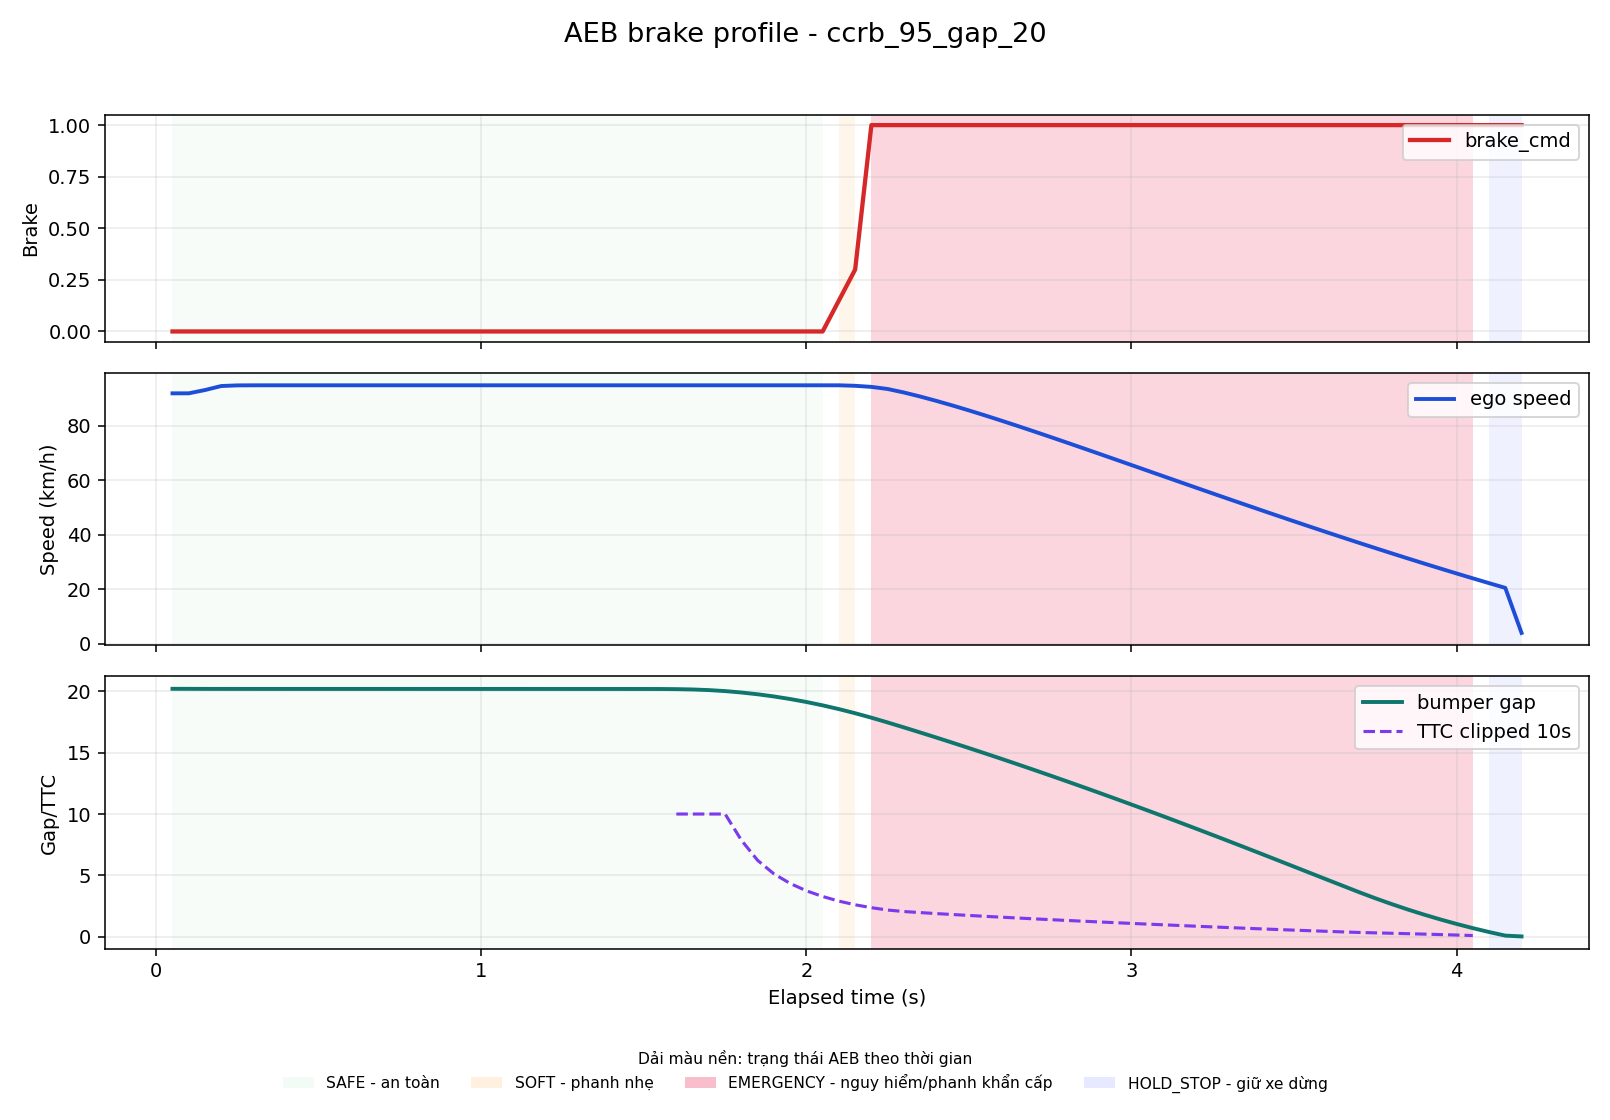 AEB brake profile - ccrb_95_gap_20
Brake
1.00
0.75
0.50
0.25
0.00
brake_cmd
Speed (km/h)
80
60
40
20
0
ego speed
Gap/TTC
20
15
10
5
0
bumper gap
TTC clipped 10s
0 1 2 3 4
Elapsed time (s)
Dải màu nền: trạng thái AEB theo thời gian
SAFE - an toàn SOFT - phanh nhẹ EMERGENCY - nguy hiểm/phanh khẩn cấp HOLD_STOP - giữ xe dừng